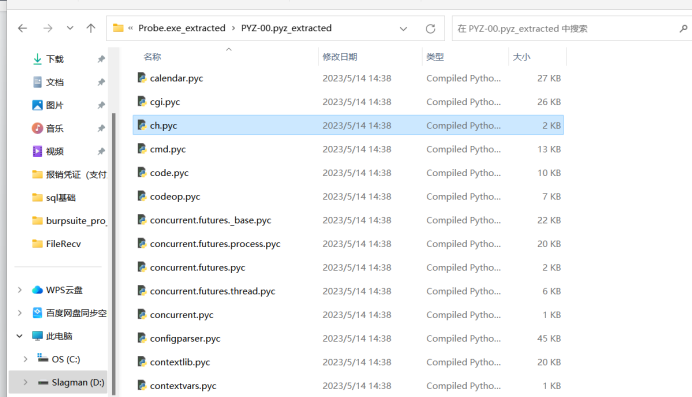 « Probe.exe_extracted > PYZ-00.pyz_extracted
在 PYZ-00.pyz_extracted 中搜索
下载
文档
图片
音乐
视频
报销凭证（支付
sql基础
burpsuite_pro_
FileRecv
WPS云盘
百度网盘同步空
此电脑
OS (C:)
Slagman (D:)
名称 修改日期 类型 大小
calendar.pyc 2023/5/14 14:38 Compiled Pytho... 27 KB
cgi.pyc 2023/5/14 14:38 Compiled Pytho... 26 KB
ch.pyc 2023/5/14 14:38 Compiled Pytho... 2 KB
cmd.pyc 2023/5/14 14:38 Compiled Pytho... 13 KB
code.pyc 2023/5/14 14:38 Compiled Pytho... 10 KB
codeop.pyc 2023/5/14 14:38 Compiled Pytho... 7 KB
concurrent.futures._base.pyc 2023/5/14 14:38 Compiled Pytho... 22 KB
concurrent.futures.process.pyc 2023/5/14 14:38 Compiled Pytho... 20 KB
concurrent.futures.pyc 2023/5/14 14:38 Compiled Pytho... 2 KB
concurrent.futures.thread.pyc 2023/5/14 14:38 Compiled Pytho... 6 KB
concurrent.pyc 2023/5/14 14:38 Compiled Pytho... 1 KB
configparser.pyc 2023/5/14 14:38 Compiled Pytho... 45 KB
contextlib.pyc 2023/5/14 14:38 Compiled Pytho... 20 KB
contextvars.pyc 2023/5/14 14:38 Compiled Pytho... 1 KB